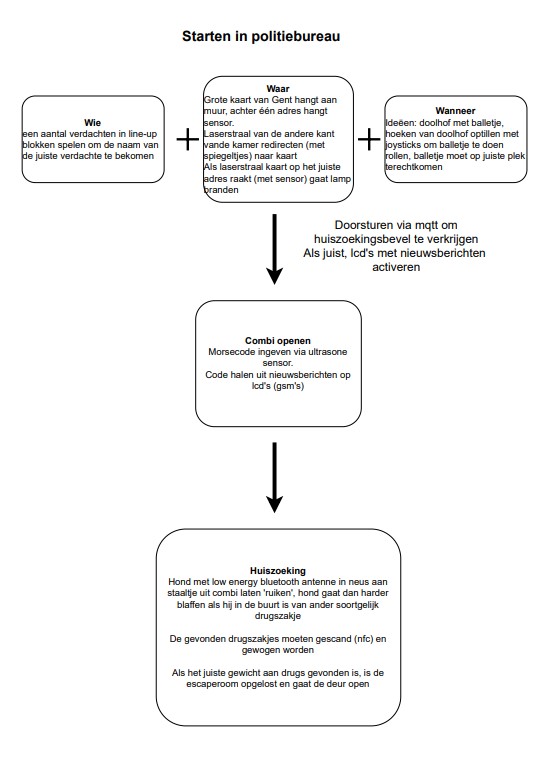 Starten in politiebureau
Wie
een aantal verdachten in line-up
blokken spelen om de naam van
de juiste verdachte te bekomen
Waar
Grote kaart van Gent hangt aan
muur, achter één adres hangt
sensor.
Laserstraal van de andere kant
vande kamer redirecten (met
spiegeltjes) naar kaart
Als laserstraal kaart op het juiste
adres raakt (met sensor) gaat lamp
branden
Wanneer
Ideëen: doolhof met balletje,
hoeken van doolhof optillen met
joysticks om balletje te doen
rollen, balletje moet op juiste plek
terechtkomen
Doorsturen via mqtt om
huiszoekingsbevel te verkrijgen
Als juist, lcd's met nieuwsberichten
activeren
Combi openen
Morsecode ingeven via ultrasone
sensor.
Code halen uit nieuwsberichten op
lcd's (gsm's)
Huiszoeking
Hond met low energy bluetooth antenne in neus aan
staaltje uit combi laten 'ruiken', hond gaat dan harder
blaffen als hij in de buurt is van ander soortgelijk
drugszakje
De gevonden drugszakjes moeten gescand (nfc) en
gewogen worden
Als het juiste gewicht aan drugs gevonden is, is de
escaperoom opgelost en gaat de deur open